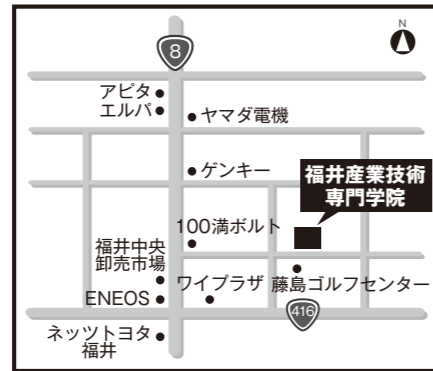 N
8
アピタ
エルパ
ヤマダ電機
ゲンキー
福井産業技術
専門学院
100満ボルト
福井中央
卸売市場
藤島ゴルフセンター
ワイプラザ
ENEOS
416
ネッツトヨタ
福井